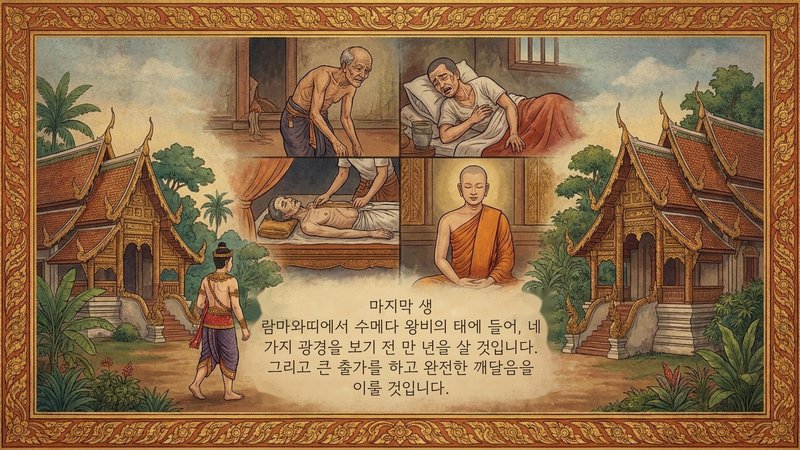 마지막 생
람마와띠에서 수메다 왕비의 태에 들어, 네
가지 광경을 보기 전 만 년을 살 것입니다.
그리고 큰 출가를 하고 완전한 깨달음을
이룰 것입니다.